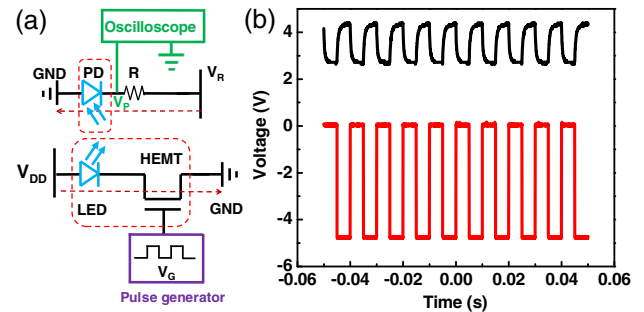 (a)
Oscilloscope
GND
PD
R
V_R
V_P
V_DD
HEMT
LED
GND
V_G
Pulse generator
(b)
Voltage (V)
4
2
0
-2
-4
-6
-0.06
-0.04
-0.02
0.00
0.02
0.04
0.06
Time (s)